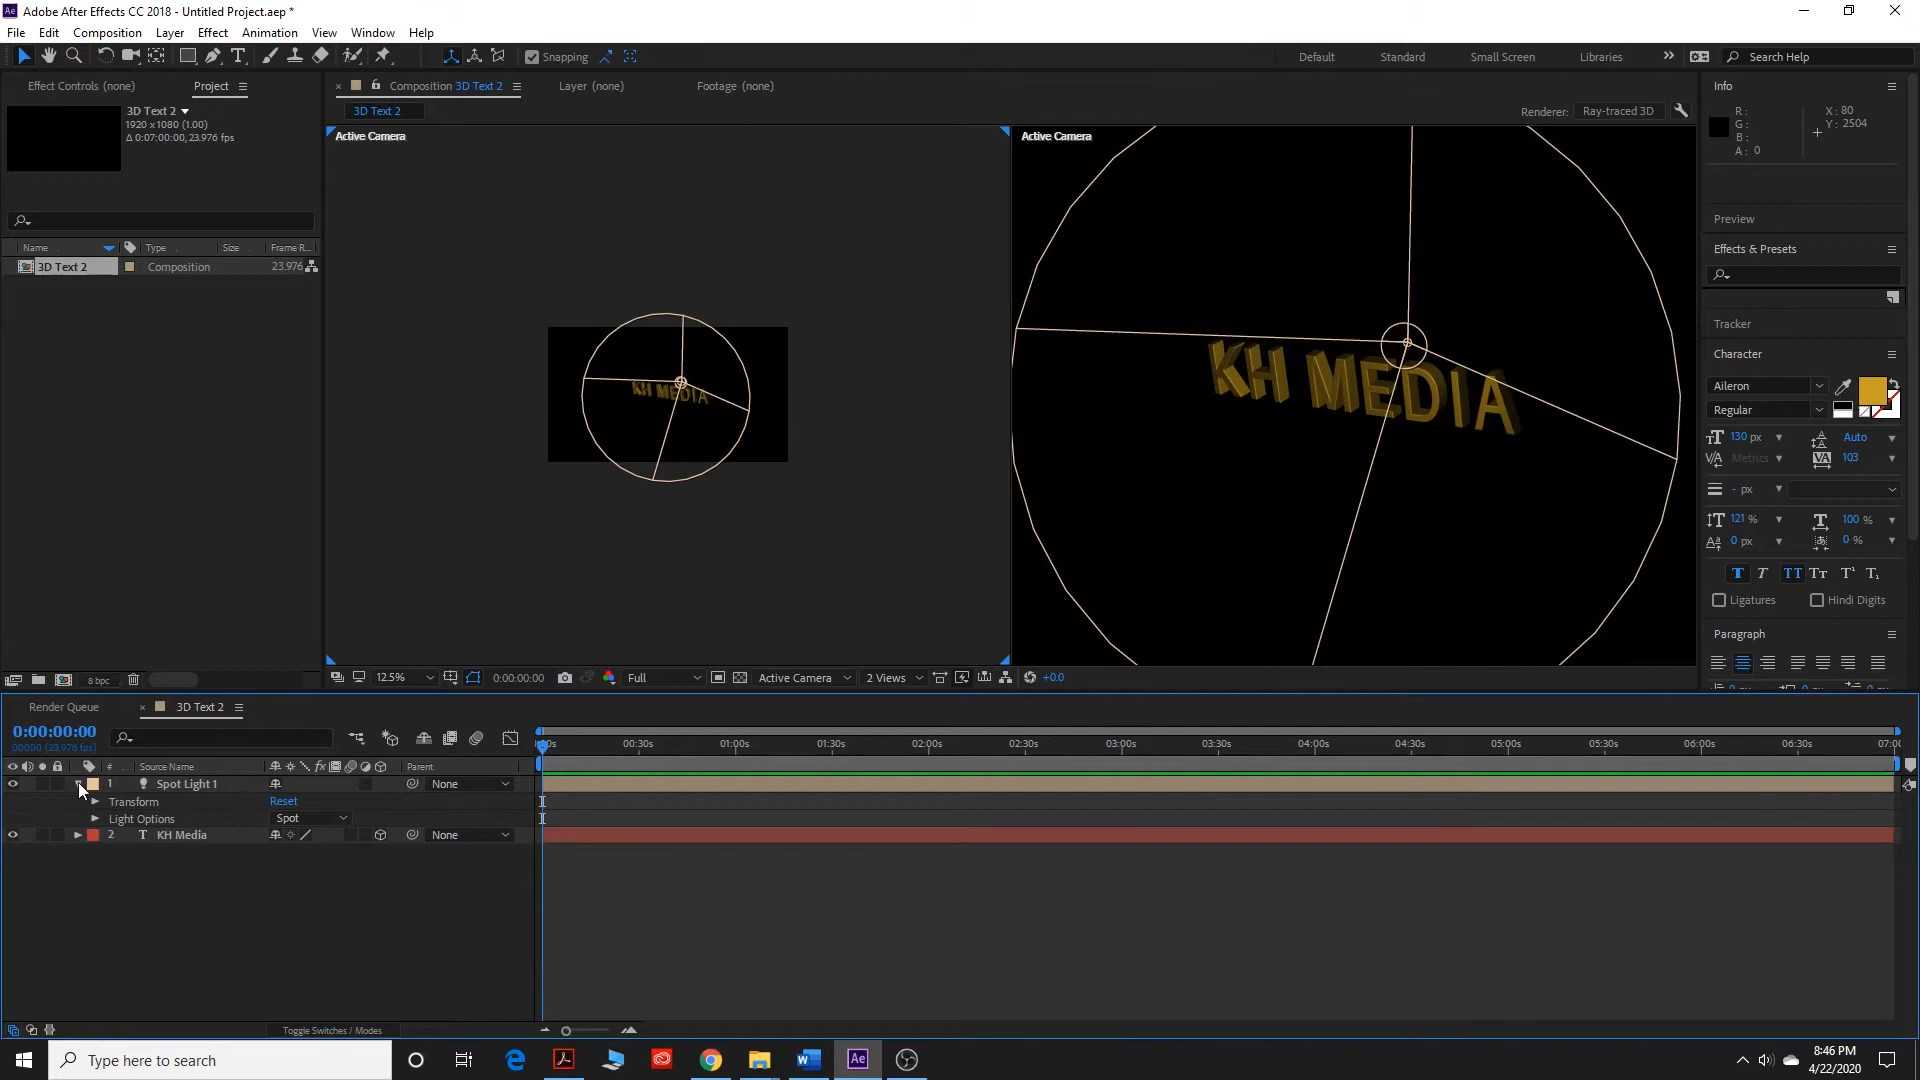 Adobe After Effects CC 2018 - Untitled Project.aep *
File Edit Composition Layer Effect Animation View Window Help
Snapping
Default Standard Small Screen Libraries
Search Help
Effect Controls (none) Project
Composition 3D Text 2 Layer (none) Footage (none)
Info
3D Text 2
1920 x1080 (1.00)
Δ 0:07:00:00, 23.976 fps
3D Text 2
Renderer: Ray-traced 3D
Active Camera
Active Camera
R :
G :
B :
A : 0
X : 80
Y : 2504
Preview
Effects & Presets
Name Type Size Frame R...
3D Text 2 Composition 23.976
Tracker
Character
Aileron
Regular
130 px Auto
Metrics 103
- px
121 % 100 %
0 px 0 %
T T TT Tт T¹ T₁
Ligatures Hindi Digits
Paragraph
KH MEDIA
KH MEDIA
8 bpc
12.5% 0:00:00:00 Full Active Camera 2 Views +0.0
Render Queue 3D Text 2
0:00:00:00
00000 (23.976 fps)
# Source Name Parent
00:30s 01:00s 01:30s 02:00s 02:30s 03:00s 03:30s 04:00s 04:30s 05:00s 05:30s 06:00s 06:30s
1 Spot Light 1 None
Transform Reset
Light Options Spot
2 T KH Media None
Toggle Switches / Modes
Type here to search
8:46 PM
4/22/2020